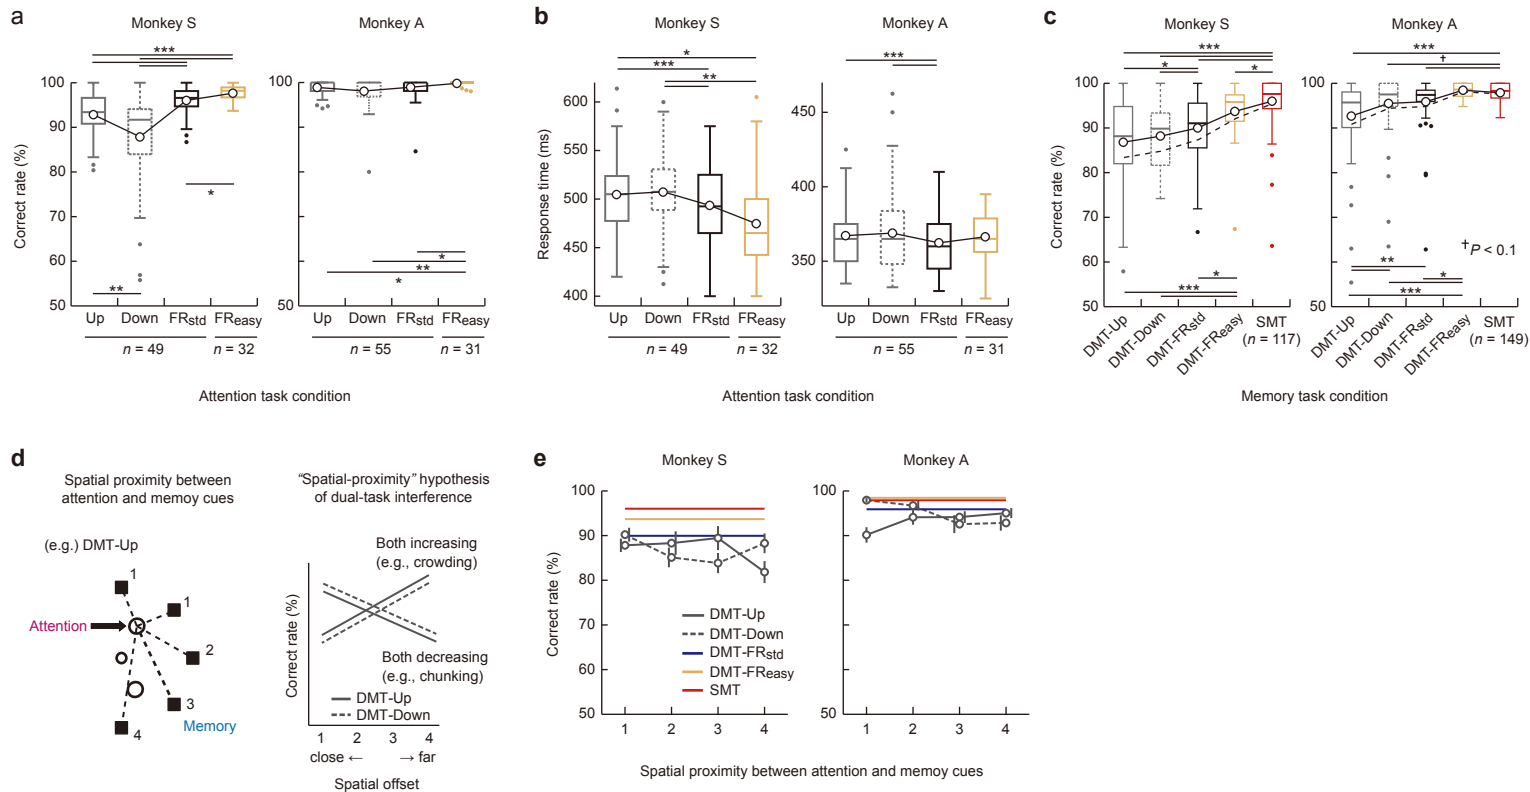 a
Monkey S
Monkey A
***
100
90
80
70
60
50
Correct rate (%)
*
**
Up Down FRstd FReasy
n = 49 n = 32
100
50
*
**
*
Up Down FRstd FReasy
n = 55 n = 31
Attention task condition
b
Monkey S
Monkey A
*
***
**
600
550
500
450
400
Response time (ms)
Up Down FRstd FReasy
n = 49 n = 32
***
450
400
350
Up Down FRstd FReasy
n = 55 n = 31
Attention task condition
c
Monkey S
Monkey A
***
* *
100
90
80
70
60
50
Correct rate (%)
*
***
DMT-Up DMT-Down DMT-FRstd DMT-FReasy SMT
(n = 117)
***
†
*
100
50
†P < 0.1
**
*
***
DMT-Up DMT-Down DMT-FRstd DMT-FReasy SMT
(n = 149)
Memory task condition
d
Spatial proximity between
attention and memoy cues
(e.g.) DMT-Up
1
1
Attention
2
3
Memory
4
“Spatial-proximity” hypothesis
of dual-task interference
Both increasing
(e.g., crowding)
Correct rate (%)
Both decreasing
(e.g., chunking)
DMT-Up
DMT-Down
1 2 3 4
close ← → far
Spatial offset
e
Monkey S
Monkey A
100
90
80
70
60
50
Correct rate (%)
DMT-Up
DMT-Down
DMT-FRstd
DMT-FReasy
SMT
1 2 3 4
100
50
1 2 3 4
Spatial proximity between attention and memoy cues